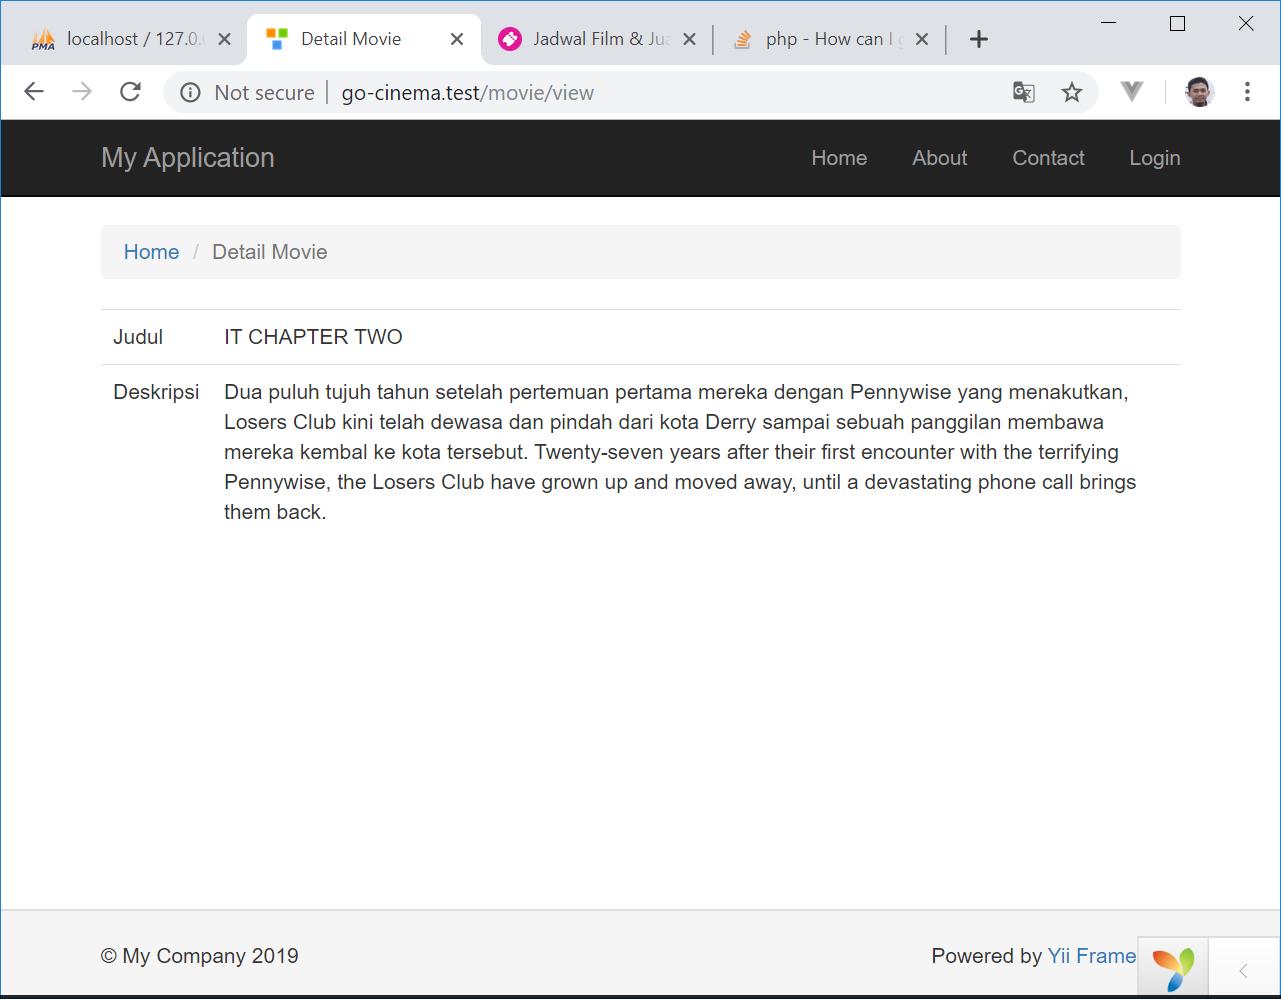 localhost / 127.0.
Detail Movie
Jadwal Film & Jua
php - How can I
Not secure
go-cinema.test/movie/view
My Application
Home About Contact Login
Home / Detail Movie
Judul IT CHAPTER TWO
Deskripsi Dua puluh tujuh tahun setelah pertemuan pertama mereka dengan Pennywise yang menakutkan,
Losers Club kini telah dewasa dan pindah dari kota Derry sampai sebuah panggilan membawa
mereka kembal ke kota tersebut. Twenty-seven years after their first encounter with the terrifying
Pennywise, the Losers Club have grown up and moved away, until a devastating phone call brings
them back.
© My Company 2019 Powered by Yii Frame